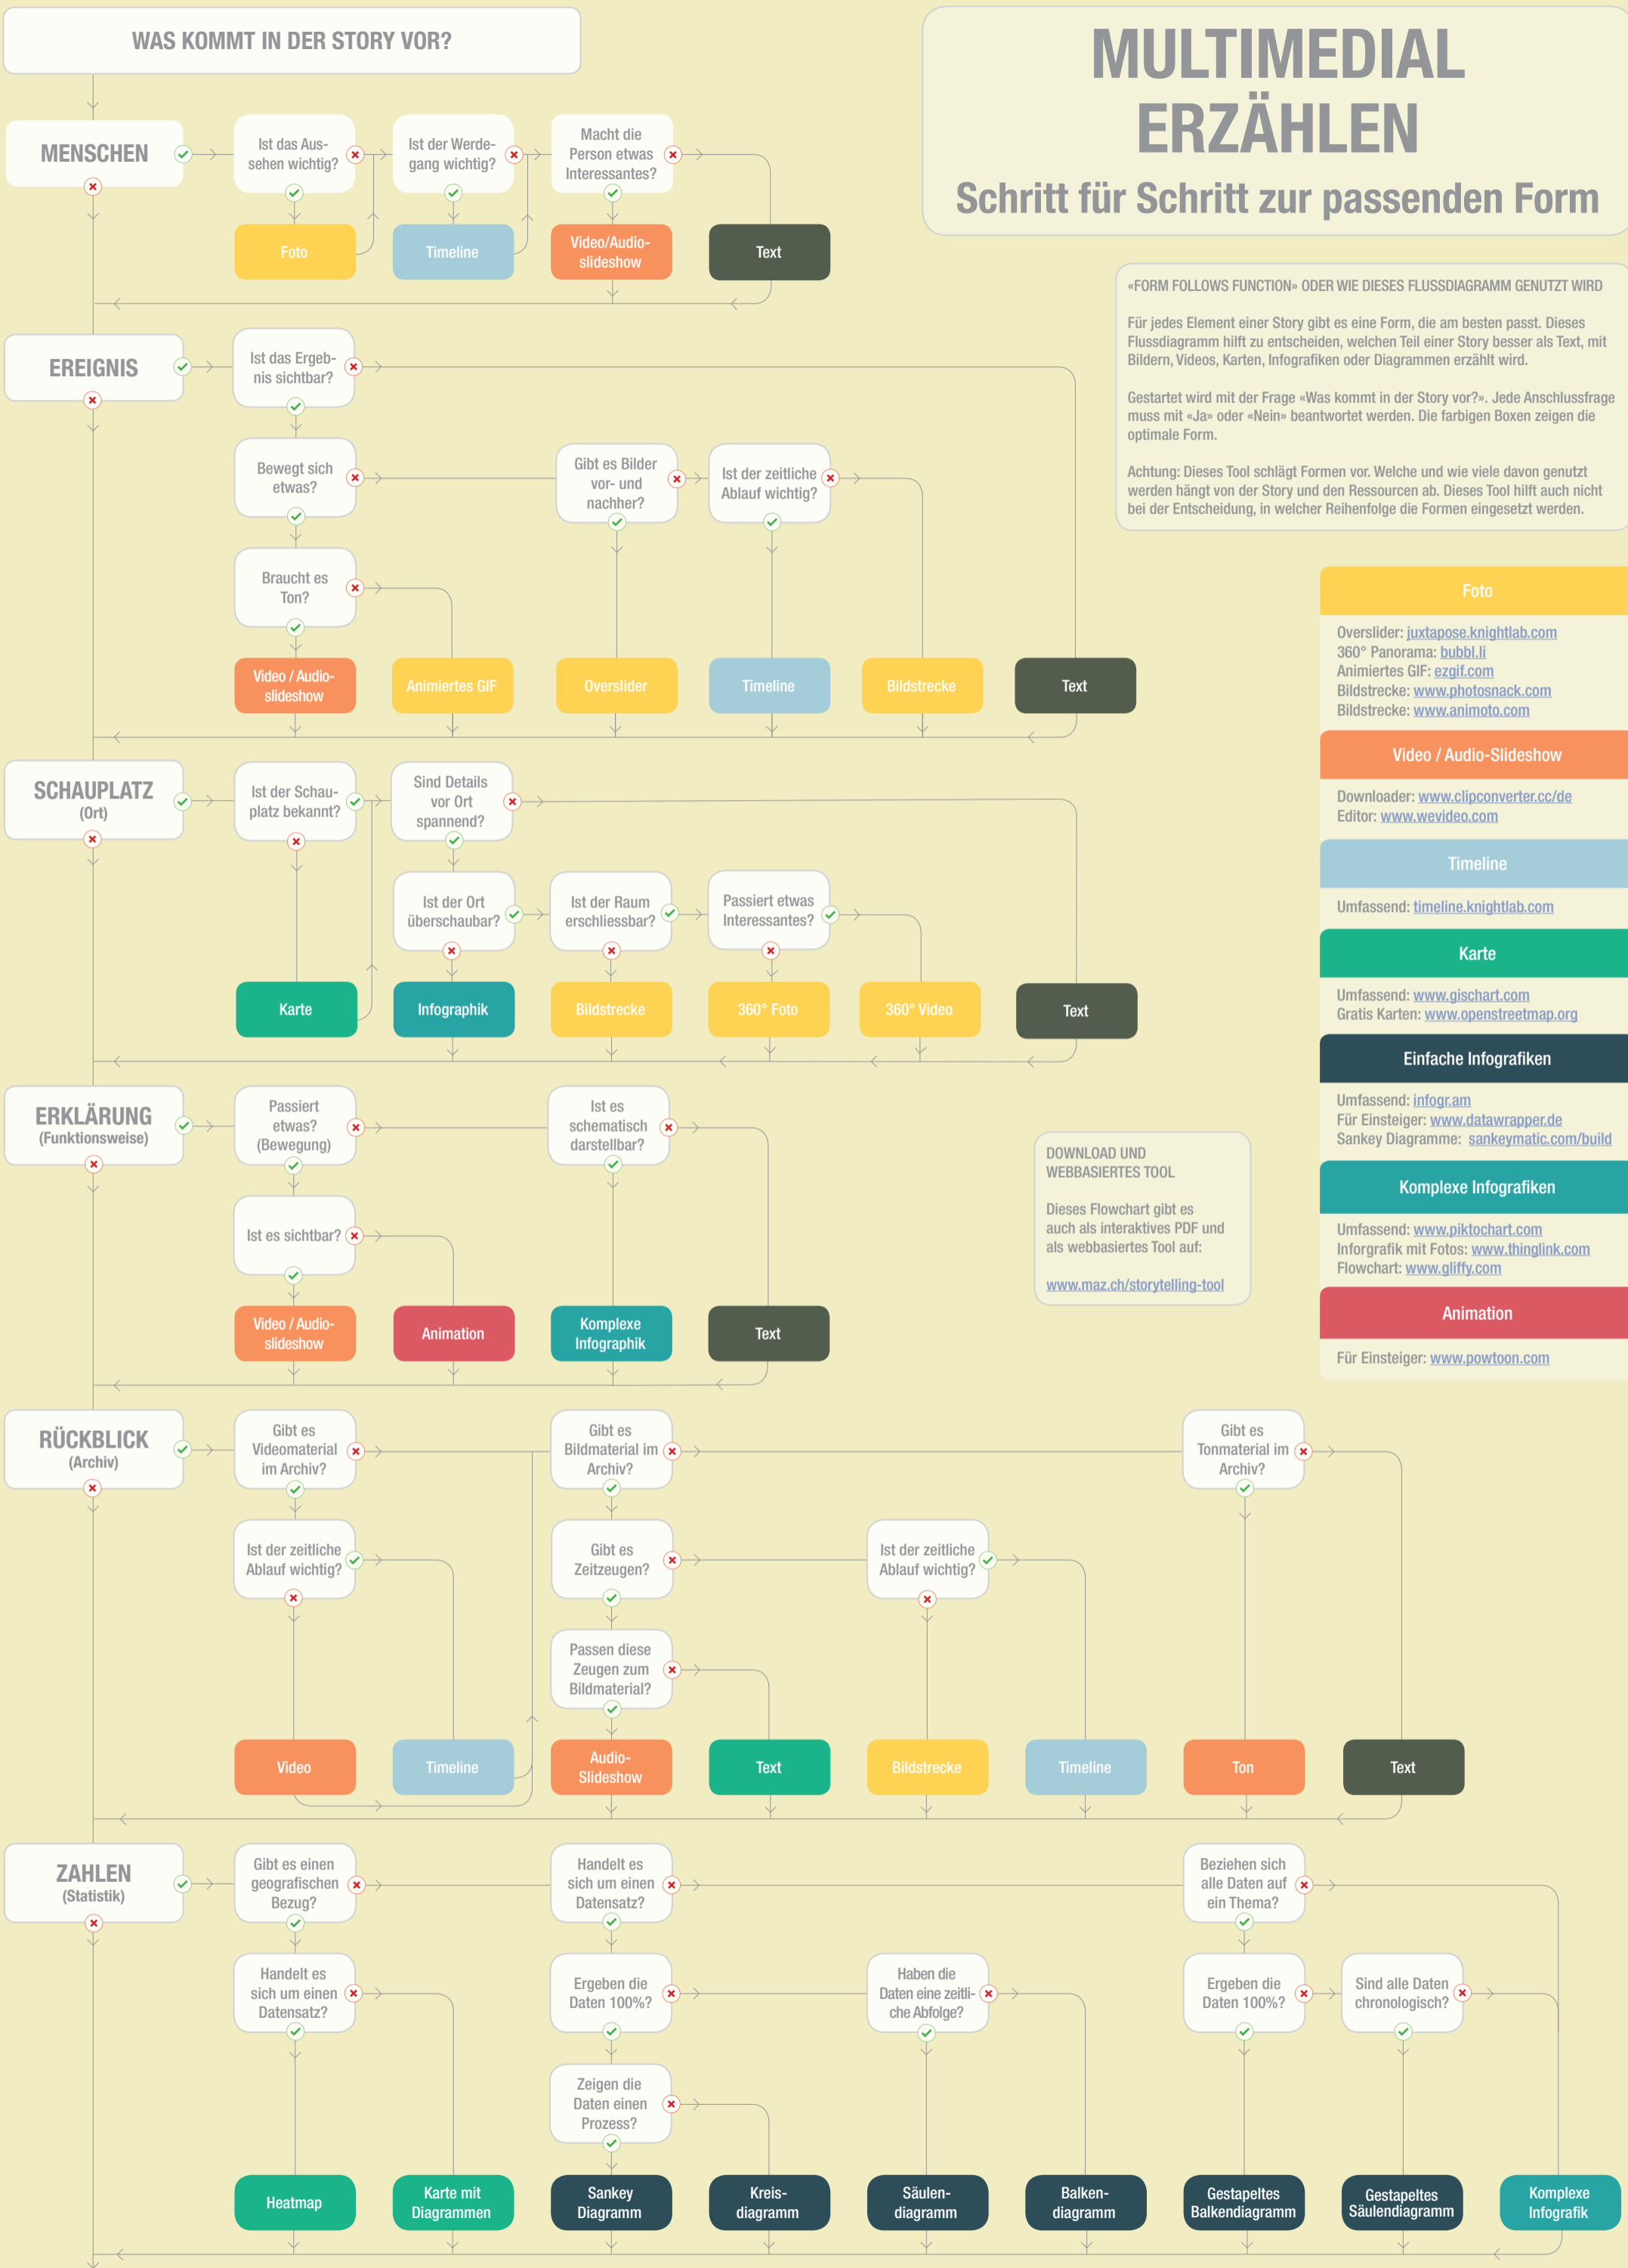 WAS KOMMT IN DER STORY VOR?
MULTIMEDIAL
ERZÄHLEN
Schritt für Schritt zur passenden Form
MENSCHEN
Ist das Aus-
sehen wichtig?
Ist der Werde-
gang wichtig?
Macht die
Person etwas
Interessantes?
Foto
Timeline
Video/Audio-
slideshow
Text
«FORM FOLLOWS FUNCTION» ODER WIE DIESES FLUSSDIAGRAMM GENUTZT WIRD
Für jedes Element einer Story gibt es eine Form, die am besten passt. Dieses
Flussdiagramm hilft zu entscheiden, welchen Teil einer Story besser als Text, mit
Bildern, Videos, Karten, Infografiken oder Diagrammen erzählt wird.
Gestartet wird mit der Frage «Was kommt in der Story vor?». Jede Anschlussfrage
muss mit «Ja» oder «Nein» beantwortet werden. Die farbigen Boxen zeigen die
optimale Form.
Achtung: Dieses Tool schlägt Formen vor. Welche und wie viele davon genutzt
werden hängt von der Story und den Ressourcen ab. Dieses Tool hilft auch nicht
bei der Entscheidung, in welcher Reihenfolge die Formen eingesetzt werden.
EREIGNIS
Ist das Ergeb-
nis sichtbar?
Bewegt sich
etwas?
Gibt es Bilder
vor- und
nachher?
Ist der zeitliche
Ablauf wichtig?
Braucht es
Ton?
Video / Audio-
slideshow
Animiertes GIF
Overslider
Timeline
Bildstrecke
Text
Foto
Overslider: juxtapose.knightlab.com
360° Panorama: bubbl.li
Animiertes GIF: ezgif.com
Bildstrecke: www.photosnack.com
Bildstrecke: www.animoto.com
Video / Audio-Slideshow
Downloader: www.clipconverter.cc/de
Editor: www.wevideo.com
Timeline
Umfassend: timeline.knightlab.com
Karte
Umfassend: www.gischart.com
Gratis Karten: www.openstreetmap.org
Einfache Infografiken
Umfassend: infogr.am
Für Einsteiger: www.datawrapper.de
Sankey Diagramme: sankeymatic.com/build
Komplexe Infografiken
Umfassend: www.piktochart.com
Inforgrafik mit Fotos: www.thinglink.com
Flowchart: www.gliffy.com
Animation
Für Einsteiger: www.powtoon.com
SCHAUPLATZ
(Ort)
Ist der Schau-
platz bekannt?
Sind Details
vor Ort
spannend?
Ist der Ort
überschaubar?
Ist der Raum
erschliessbar?
Passiert etwas
Interessantes?
Karte
Infographik
Bildstrecke
360° Foto
360° Video
Text
ERKLÄRUNG
(Funktionsweise)
Passiert
etwas?
(Bewegung)
Ist es
schematisch
darstellbar?
Ist es sichtbar?
Video / Audio-
slideshow
Animation
Komplexe
Infographik
Text
DOWNLOAD UND
WEBBASIERTES TOOL
Dieses Flowchart gibt es
auch als interaktives PDF und
als webbasiertes Tool auf:
www.maz.ch/storytelling-tool
RÜCKBLICK
(Archiv)
Gibt es
Videomaterial
im Archiv?
Gibt es
Bildmaterial im
Archiv?
Gibt es
Tonmaterial im
Archiv?
Ist der zeitliche
Ablauf wichtig?
Gibt es
Zeitzeugen?
Ist der zeitliche
Ablauf wichtig?
Passen diese
Zeugen zum
Bildmaterial?
Video
Timeline
Audio-
Slideshow
Text
Bildstrecke
Timeline
Ton
Text
ZAHLEN
(Statistik)
Gibt es einen
geografischen
Bezug?
Handelt es
sich um einen
Datensatz?
Beziehen sich
alle Daten auf
ein Thema?
Handelt es
sich um einen
Datensatz?
Ergeben die
Daten 100%?
Haben die
Daten eine zeitli-
che Abfolge?
Ergeben die
Daten 100%?
Sind alle Daten
chronologisch?
Zeigen die
Daten einen
Prozess?
Heatmap
Karte mit
Diagrammen
Sankey
Diagramm
Kreis-
diagramm
Säulen-
diagramm
Balken-
diagramm
Gestapeltes
Balkendiagramm
Gestapeltes
Säulendiagramm
Komplexe
Infografik